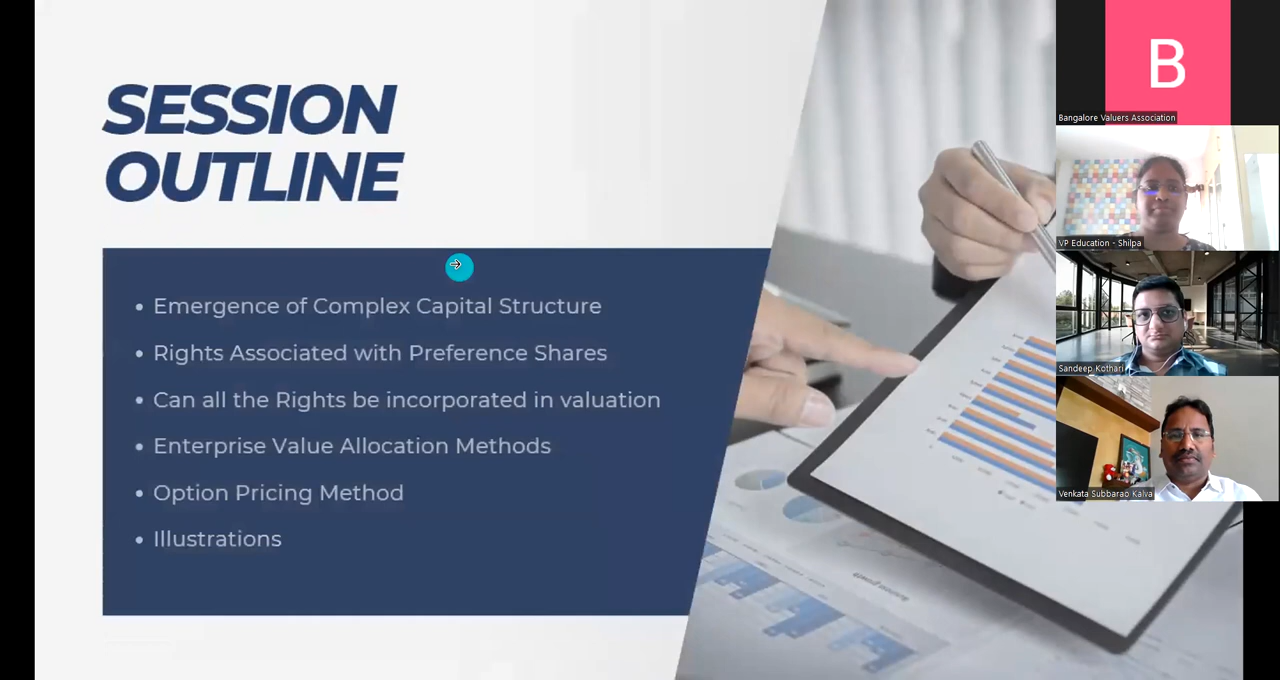 SESSION
OUTLINE
• Emergence of Complex Capital Structure
• Rights Associated with Preference Shares
• Can all the Rights be incorporated in valuation
• Enterprise Value Allocation Methods
• Option Pricing Method
• Illustrations
B
Bangalore Valuers Association
VP Education - Shilpa
Sandeep Kothari
Venkata Subbarao Kalva